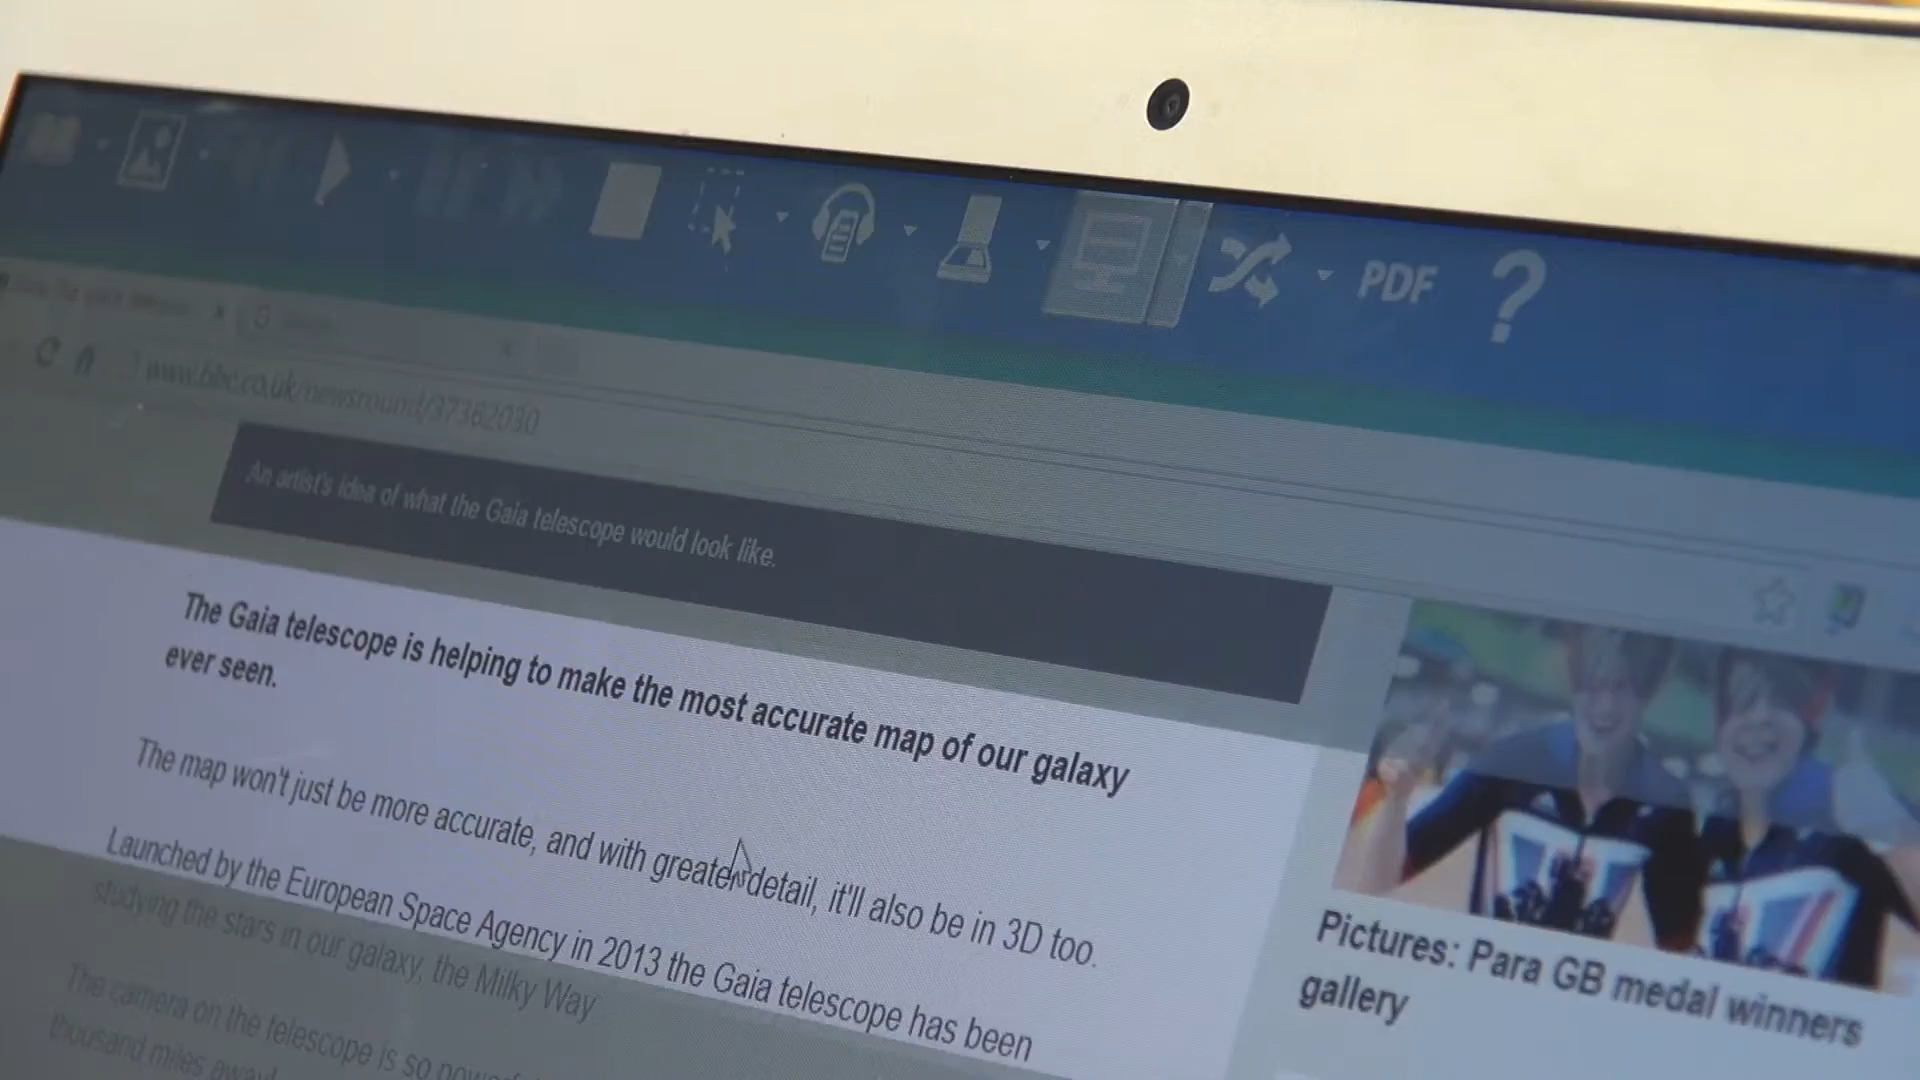 PDF ?
www.bbc.co.uk/newsround/37362030
An artist's idea of what the Gaia telescope would look like.
The Gaia telescope is helping to make the most accurate map of our galaxy
ever seen.
The map won't just be more accurate, and with greater detail, it'll also be in 3D too.
Launched by the European Space Agency in 2013 the Gaia telescope has been
studying the stars in our galaxy, the Milky Way
The camera on the telescope is so
thousand miles away!
Pictures: Para GB medal winners
gallery